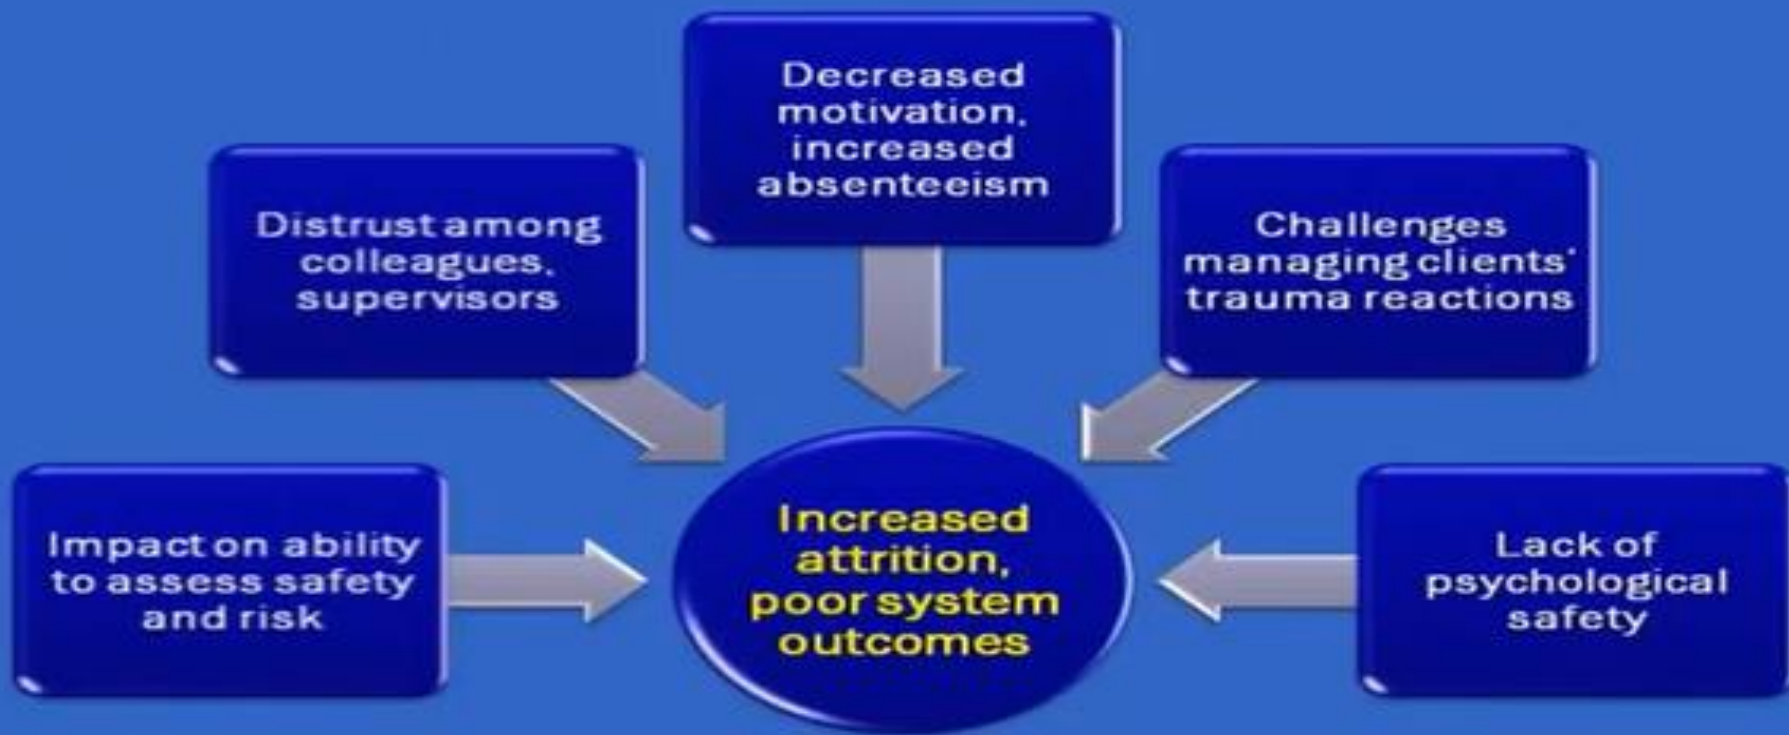 Impact on ability
to assess safety
and risk
Distrust among
colleagues,
supervisors
Decreased
motivation,
increased
absenteeism
Challenges
managing clients'
trauma reactions
Lack of
psychological
safety
Increased
attrition,
poor system
outcomes